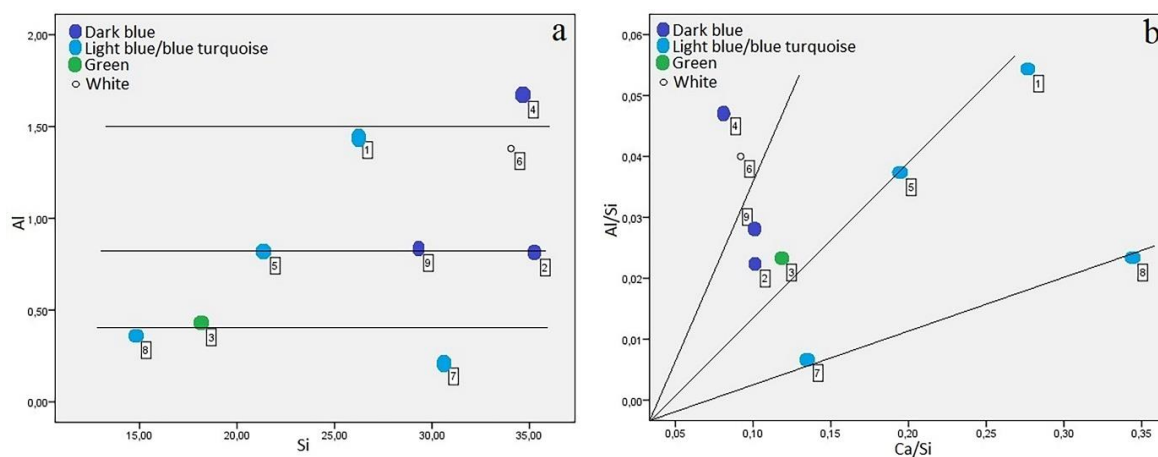 a
Dark blue
Light blue/blue turquoise
Green
White
2,00
1,50
1,00
0,50
0,00
Al
4
1
6
5
9
2
3
8
7
15,00 20,00 25,00 30,00 35,00
Si
b
Dark blue
Light blue/blue turquoise
Green
White
0,06
0,05
0,04
0,03
0,02
0,01
0,00
Al/Si
1
4
6
5
9
2
3
8
7
0,05 0,10 0,15 0,20 0,25 0,30 0,35
Ca/Si